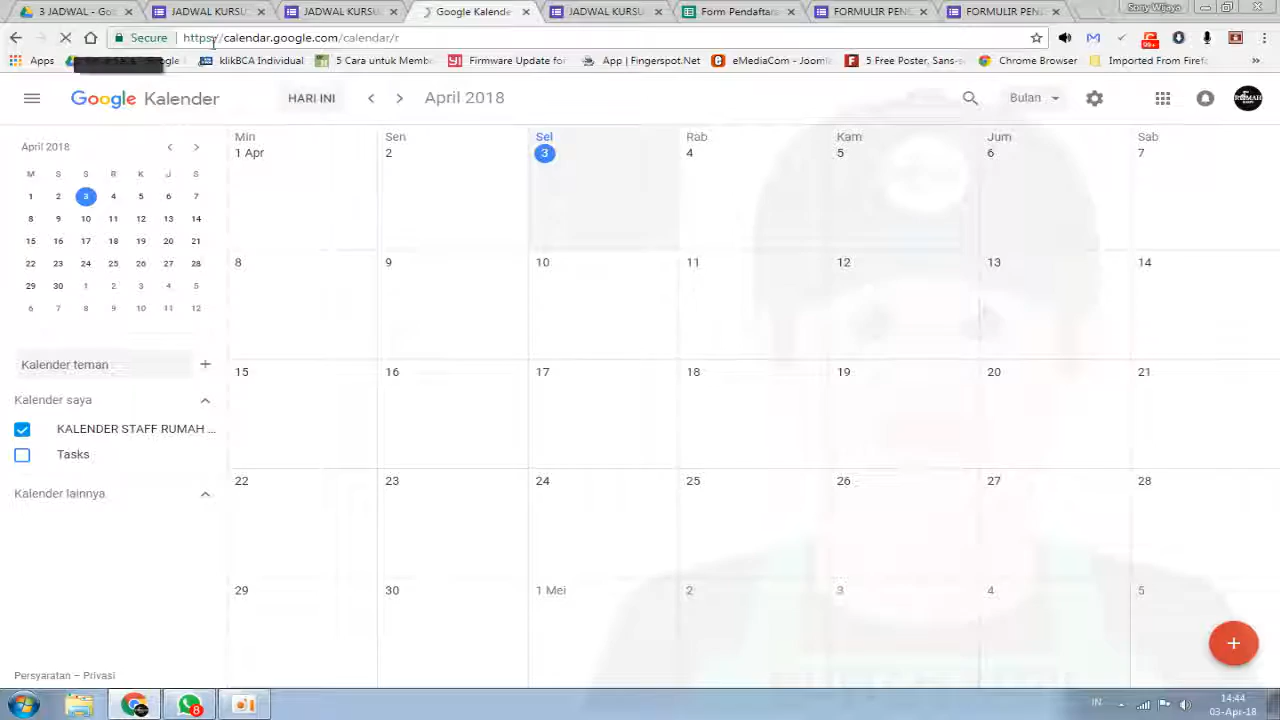 3 JADWAL - Go
JADWAL KURSU
JADWAL KURSU
Google Kalende
JADWAL KURSU
Form Pendafta
FORMULIR PEN
FORMULIR PEN
Sony Wijaya
Secure https://calendar.google.com/calendar/r
Apps
klikBCA Individual
5 Cara untuk Memb
Firmware Update fo
App | Fingerspot.Net
eMediaCom - Joom
5 Free Poster, Sans-s
Chrome Browser
Imported From Firef
»
Google Kalender
HARI INI
April 2018
Bulan
April 2018
M S S R K J S
1 2 3 4 5 6 7
8 9 10 11 12 13 14
15 16 17 18 19 20 21
22 23 24 25 26 27 28
29 30 1 2 3 4 5
6 7 8 9 10 11 12
Kalender teman
Kalender saya
KALENDER STAFF RUMAH ...
Tasks
Kalender lainnya
Persyaratan – Privasi
Min Sen Sel Rab Kam Jum Sab
1 Apr 2 3 4 5 6 7
8 9 10 11 12 13 14
15 16 17 18 19 20 21
22 23 24 25 26 27 28
29 30 1 Mei 2 3 4 5
8
IN
14:44
03-Apr-18